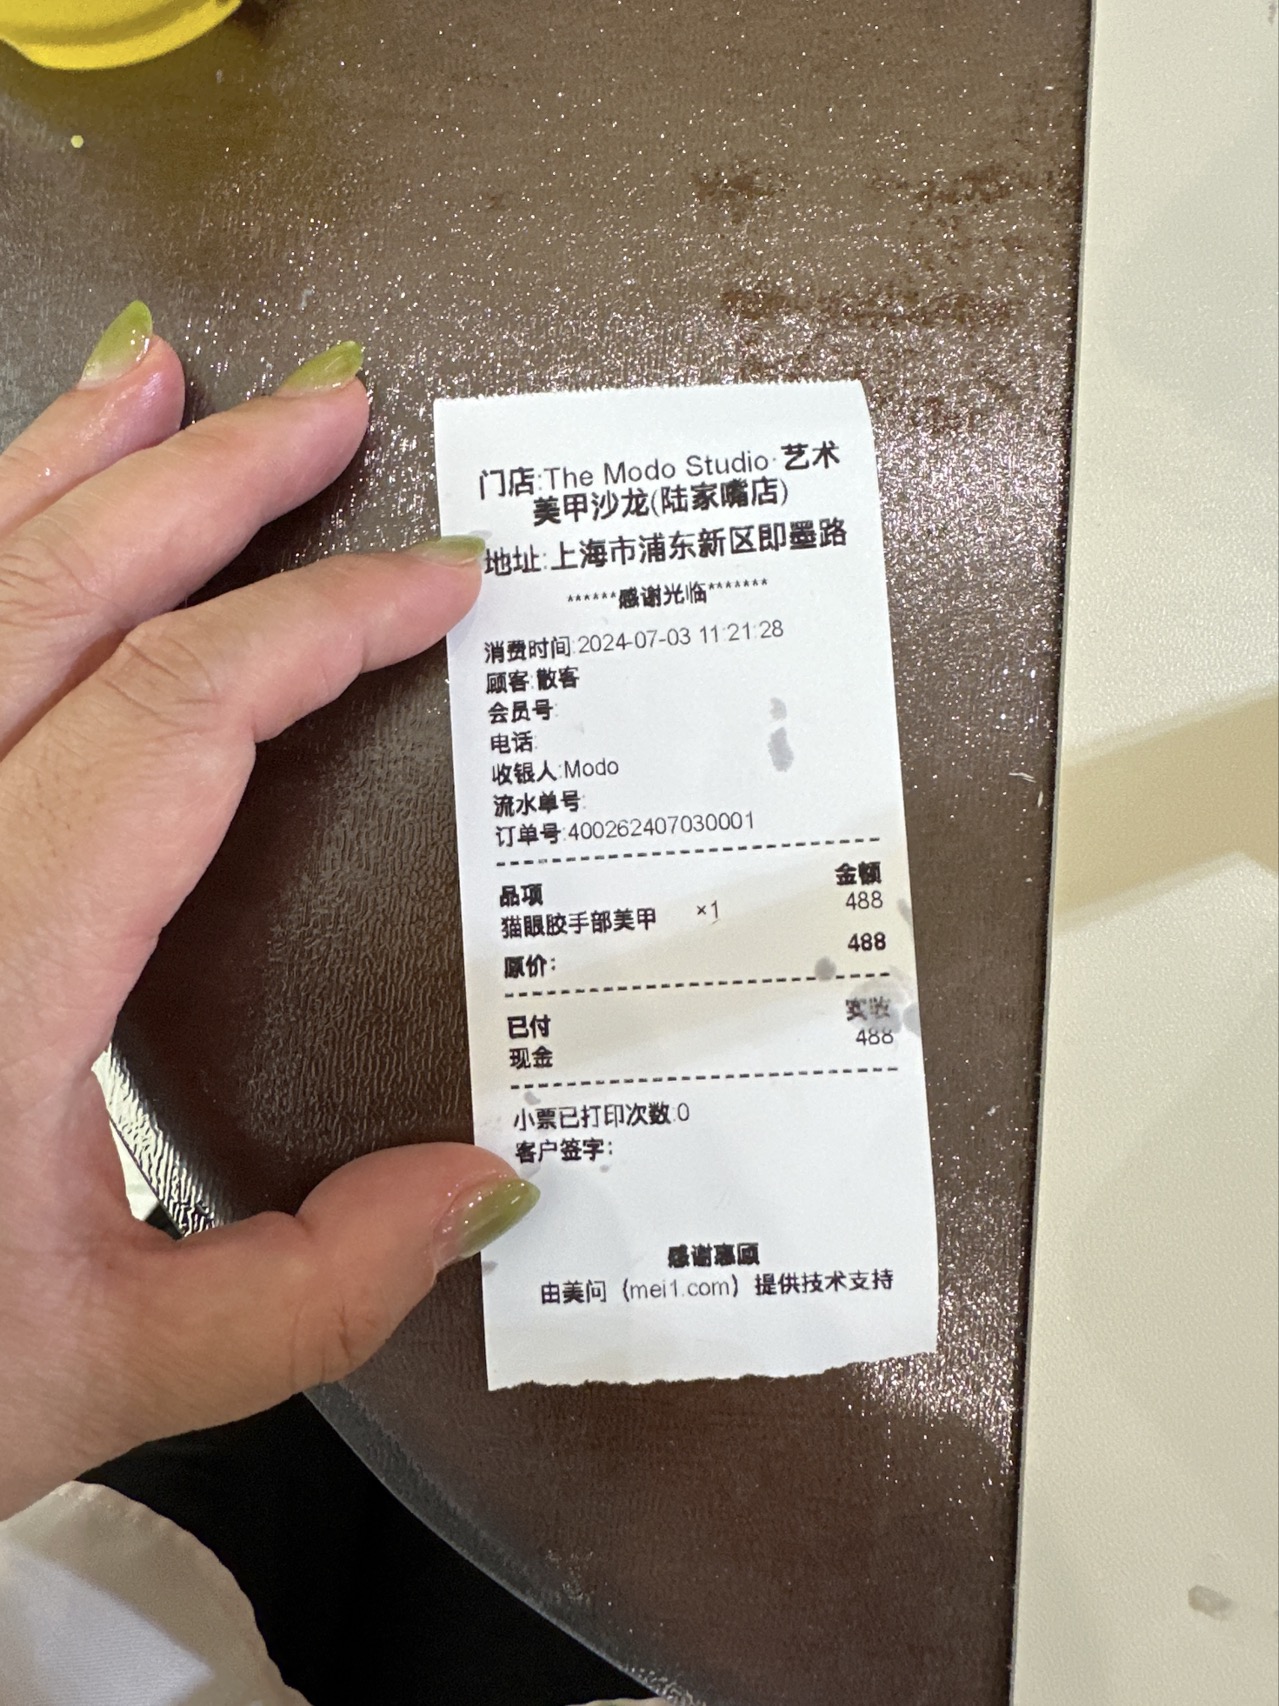 门店:The Modo Studio·艺术
美甲沙龙(陆家嘴店)
地址:上海市浦东新区即墨路
******感谢光临*******
消费时间:2024-07-03 11:21:28
顾客:散客
会员号:
电话:
收银人:Modo
流水单号:
订单号:400262407030001
品项 金额
猫眼胶手部美甲 ×1 488
原价: 488
已付 实收
现金 488
小票已打印次数:0
客户签字:
感谢惠顾
由美问（mei1.com）提供技术支持